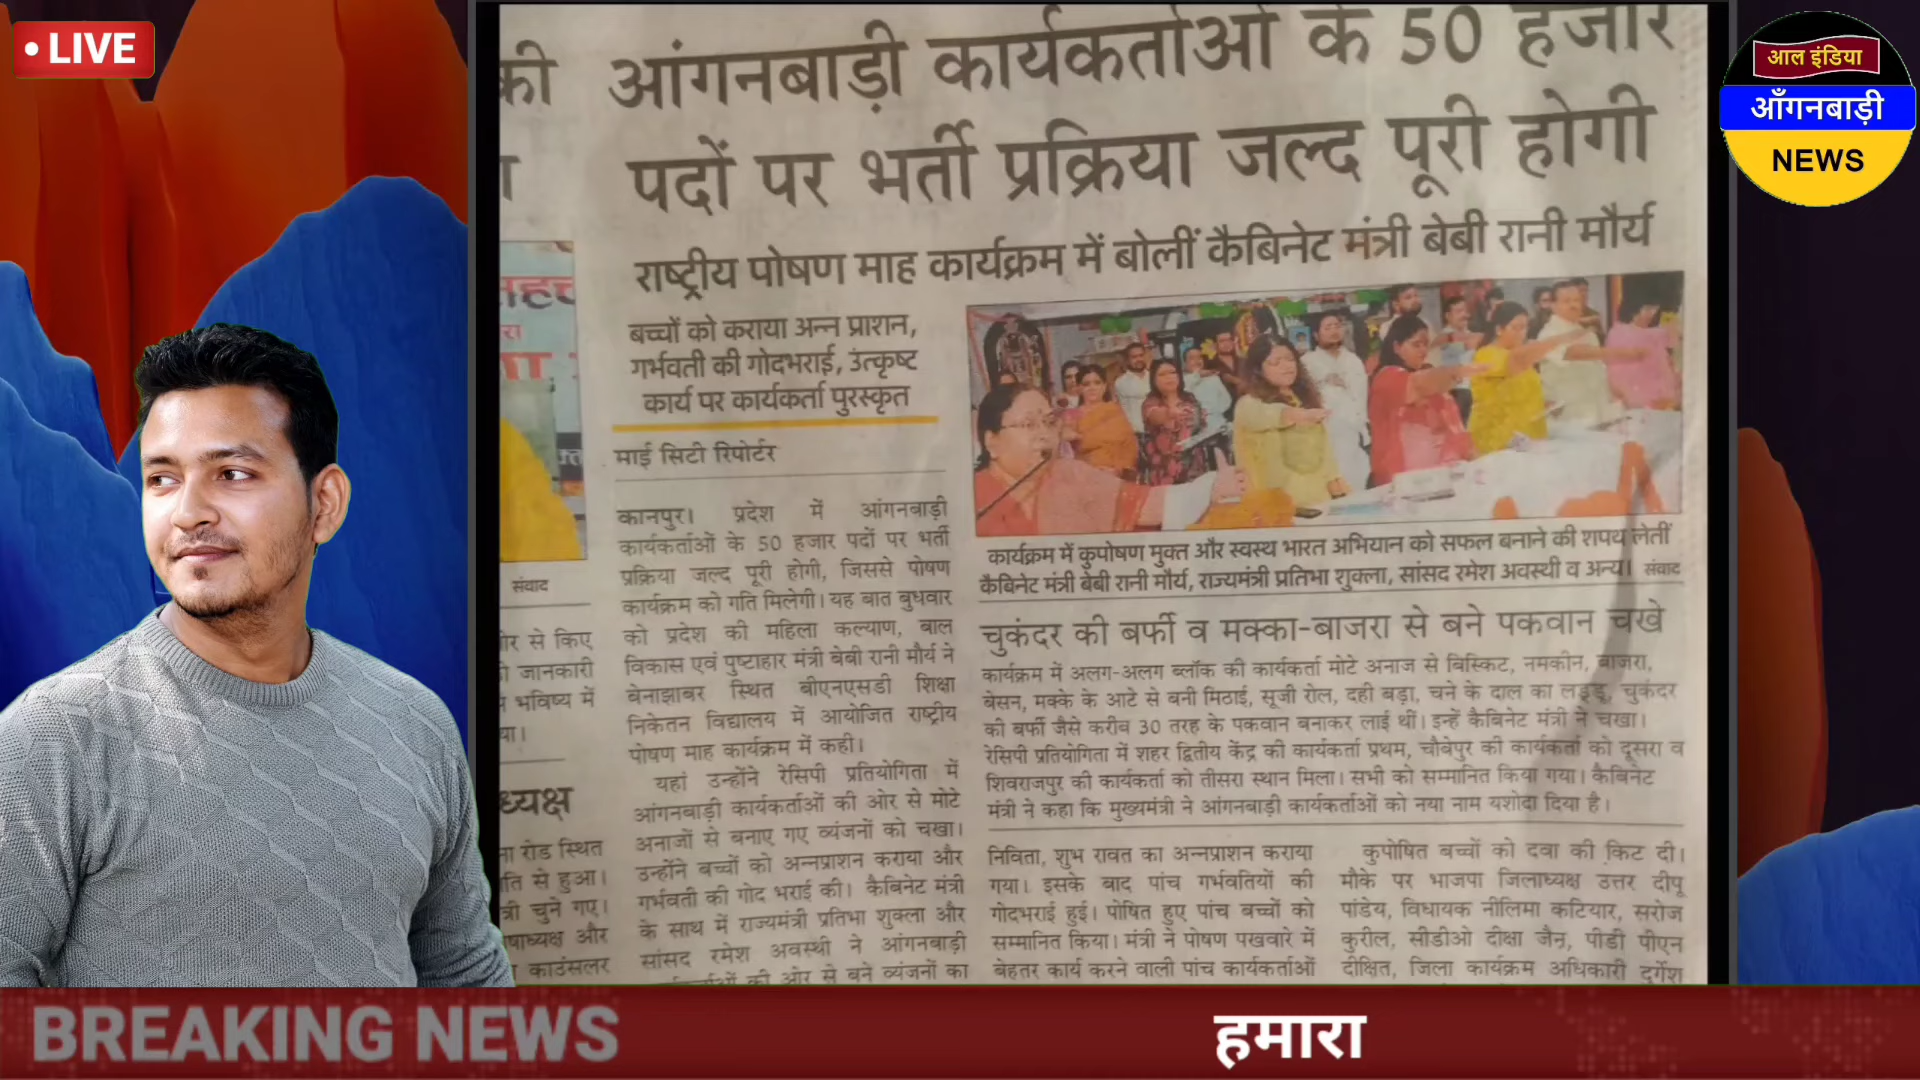 LIVE
आल इंडिया
आँगनबाड़ी
NEWS
की
आंगनबाड़ी कार्यकर्ताओं के 50 हजार
पदों पर भर्ती प्रक्रिया जल्द पूरी होगी
राष्ट्रीय पोषण माह कार्यक्रम में बोलीं कैबिनेट मंत्री बेबी रानी मौर्य
बच्चों को कराया अन्न प्राशन,
गर्भवती की गोदभराई, उत्कृष्ट
कार्य पर कार्यकर्ता पुरस्कृत
माई सिटी रिपोर्टर
कानपुर। प्रदेश में आंगनबाड़ी
कार्यकर्ताओं के 50 हजार पदों पर भर्ती
प्रक्रिया जल्द पूरी होगी, जिससे पोषण
कार्यक्रम को गति मिलेगी। यह बात बुधवार
को प्रदेश की महिला कल्याण, बाल
विकास एवं पुष्टाहार मंत्री बेबी रानी मौर्य ने
बेनाझाबर स्थित बीएनएसडी शिक्षा
निकेतन विद्यालय में आयोजित राष्ट्रीय
पोषण माह कार्यक्रम में कही।
यहां उन्होंने रेसिपी प्रतियोगिता में
आंगनबाड़ी कार्यकर्ताओं की ओर से मोटे
अनाजों से बनाए गए व्यंजनों को चखा।
उन्होंने बच्चों को अन्नप्राशन कराया और
गर्भवती की गोद भराई की। कैबिनेट मंत्री
के साथ में राज्यमंत्री प्रतिभा शुक्ला और
सांसद रमेश अवस्थी ने आंगनबाड़ी
की ओर से बने व्यंजनों का
कार्यक्रम में कुपोषण मुक्त और स्वस्थ भारत अभियान को सफल बनाने की शपथ लेतीं
कैबिनेट मंत्री बेबी रानी मौर्य, राज्यमंत्री प्रतिभा शुक्ला, सांसद रमेश अवस्थी व अन्य। संवाद
चुकंदर की बर्फी व मक्का-बाजरा से बने पकवान चखे
कार्यक्रम में अलग-अलग ब्लॉक की कार्यकर्ता मोटे अनाज से बिस्किट, नमकीन, बाजरा,
बेसन, मक्के के आटे से बनी मिठाई, सूजी रोल, दही बड़ा, चने के दाल का लड्डू, चुकंदर
की बर्फी जैसे करीब 30 तरह के पकवान बनाकर लाई थीं। इन्हें कैबिनेट मंत्री ने चखा।
रेसिपी प्रतियोगिता में शहर द्वितीय केंद्र की कार्यकर्ता प्रथम, चौबेपुर की कार्यकर्ता को दूसरा व
शिवराजपुर की कार्यकर्ता को तीसरा स्थान मिला। सभी को सम्मानित किया गया। कैबिनेट
मंत्री ने कहा कि मुख्यमंत्री ने आंगनबाड़ी कार्यकर्ताओं को नया नाम यशोदा दिया है।
निविता, शुभ रावत का अन्नप्राशन कराया
गया। इसके बाद पांच गर्भवतियों की
गोदभराई हुई। पोषित हुए पांच बच्चों को
सम्मानित किया। मंत्री ने पोषण पखवारे में
बेहतर कार्य करने वाली पांच कार्यकर्ताओं
कुपोषित बच्चों को दवा की किट दी।
मौके पर भाजपा जिलाध्यक्ष उत्तर दीपू
पांडेय, विधायक नीलिमा कटियार, सरोज
कुरील, सीडीओ दीक्षा जैन, पीडी पीएन
दीक्षित, जिला कार्यक्रम अधिकारी दुर्गेश
संवाद
से किए
जानकारी
भविष्य में
रोड स्थित
से हुआ।
चुने गए।
और
काउंसलर
BREAKING NEWS
हमारा